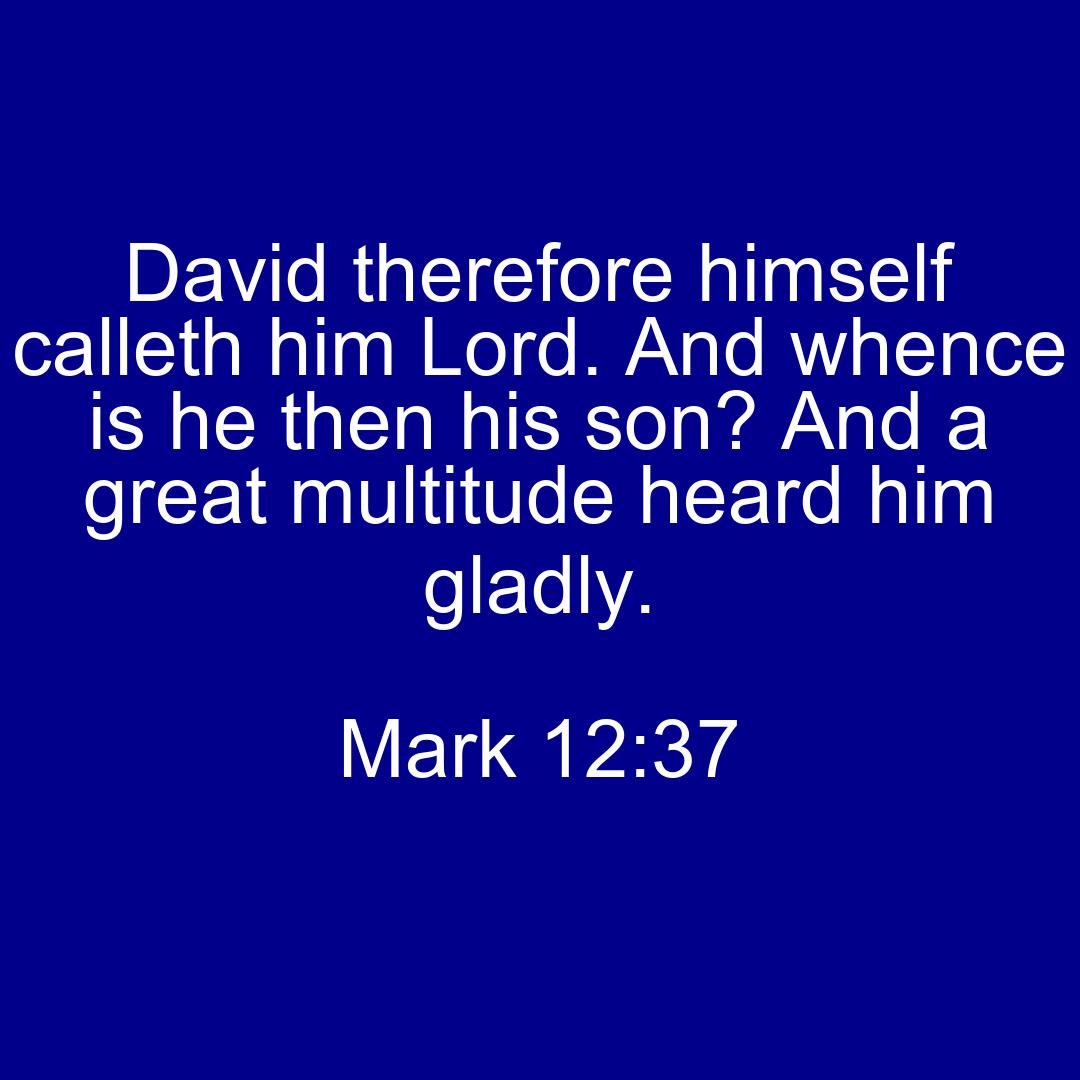 David therefore himself
calleth him Lord. And whence
is he then his son? And a
great multitude heard him
gladly.
Mark 12:37